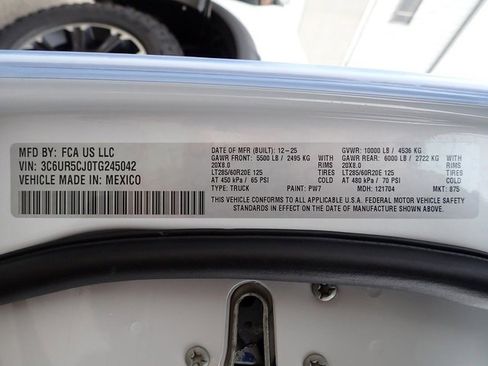 MFD BY: FCA US LLC
VIN: 3C6UR5CJ0TG245042
VEHICLE MADE IN: MEXICO
DATE OF MFR (BUILT): 12-25
GVWR: 10000 LB / 4536 KG
GAWR FRONT: 5500 LB / 2495 KG
WITH
GAWR REAR: 6000 LB / 2722 KG
WITH
20X8.0
RIMS
20X8.0
RIMS
LT285/60R20E 125
TIRES
LT285/60R20E 125
TIRES
AT 450 kPa / 65 PSI
COLD
AT 480 kPa / 70 PSI
COLD
TYPE: TRUCK
PAINT: PW7
MDH: 121704
MKT: 875
THIS VEHICLE CONFORMS TO ALL APPLICABLE U.S.A. FEDERAL MOTOR VEHICLE SAFETY
STANDARDS IN EFFECT ON THE DATE OF MANUFACTURE SHOWN ABOVE.